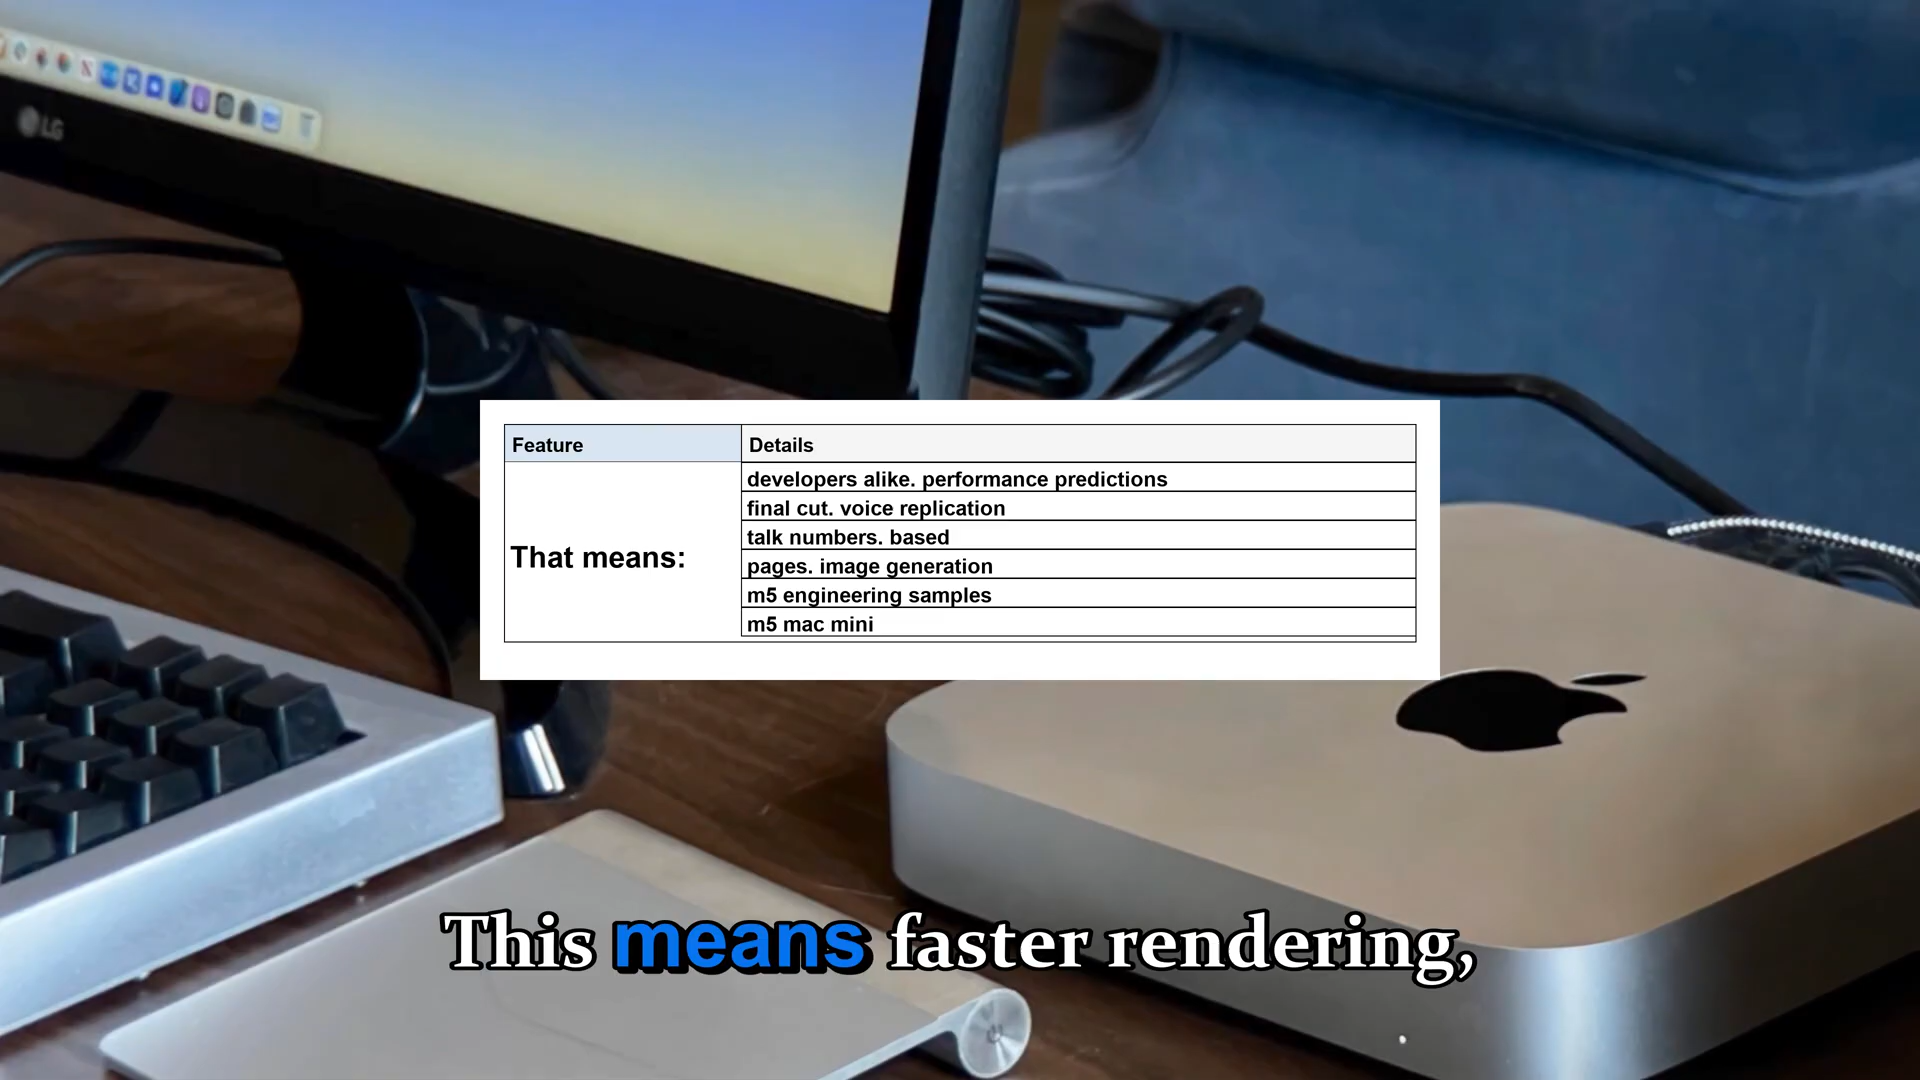 LG
Feature
Details
That means:
developers alike. performance predictions
final cut. voice replication
talk numbers. based
pages. image generation
m5 engineering samples
m5 mac mini
This means faster rendering,